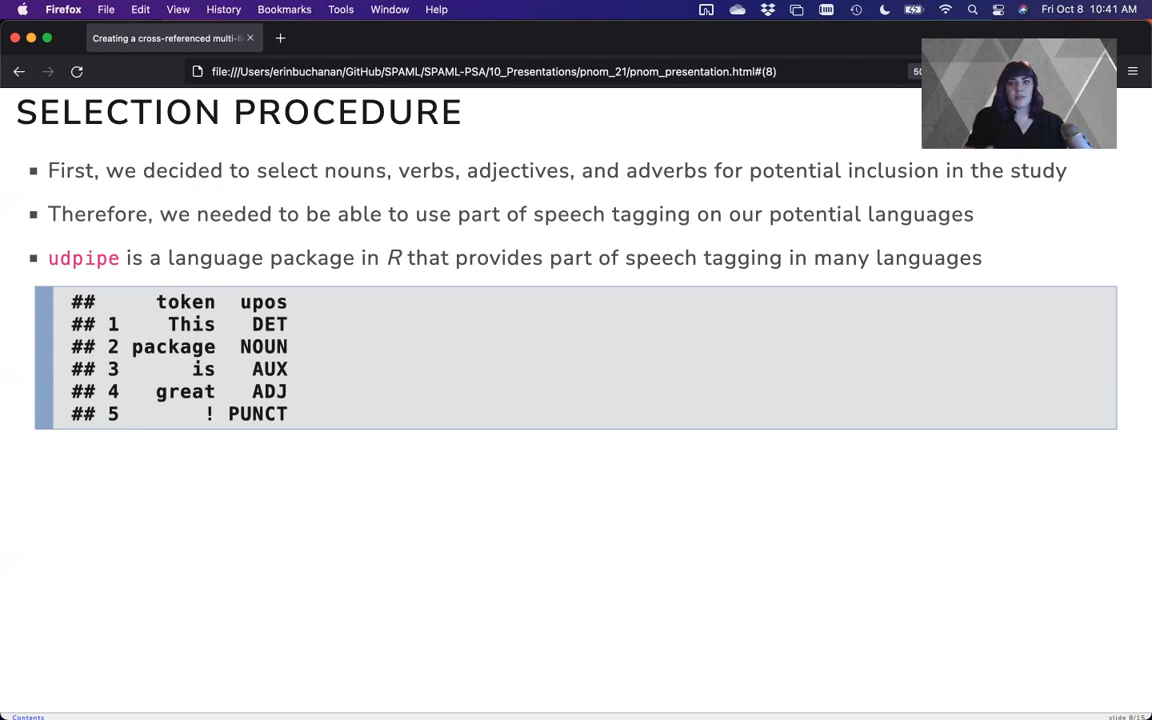 Firefox File Edit View History Bookmarks Tools Window Help Fri Oct 8 10:41 AM
Creating a cross-referenced multi-li
file:///Users/erinbuchanan/GitHub/SPAML/SPAML-PSA/10_Presentations/pnom_21/pnom_presentation.html#(8)
SELECTION PROCEDURE
First, we decided to select nouns, verbs, adjectives, and adverbs for potential inclusion in the study
Therefore, we needed to be able to use part of speech tagging on our potential languages
udpipe is a language package in R that provides part of speech tagging in many languages
## token upos
## 1 This DET
## 2 package NOUN
## 3 is AUX
## 4 great ADJ
## 5 ! PUNCT
Contents slide 8/15